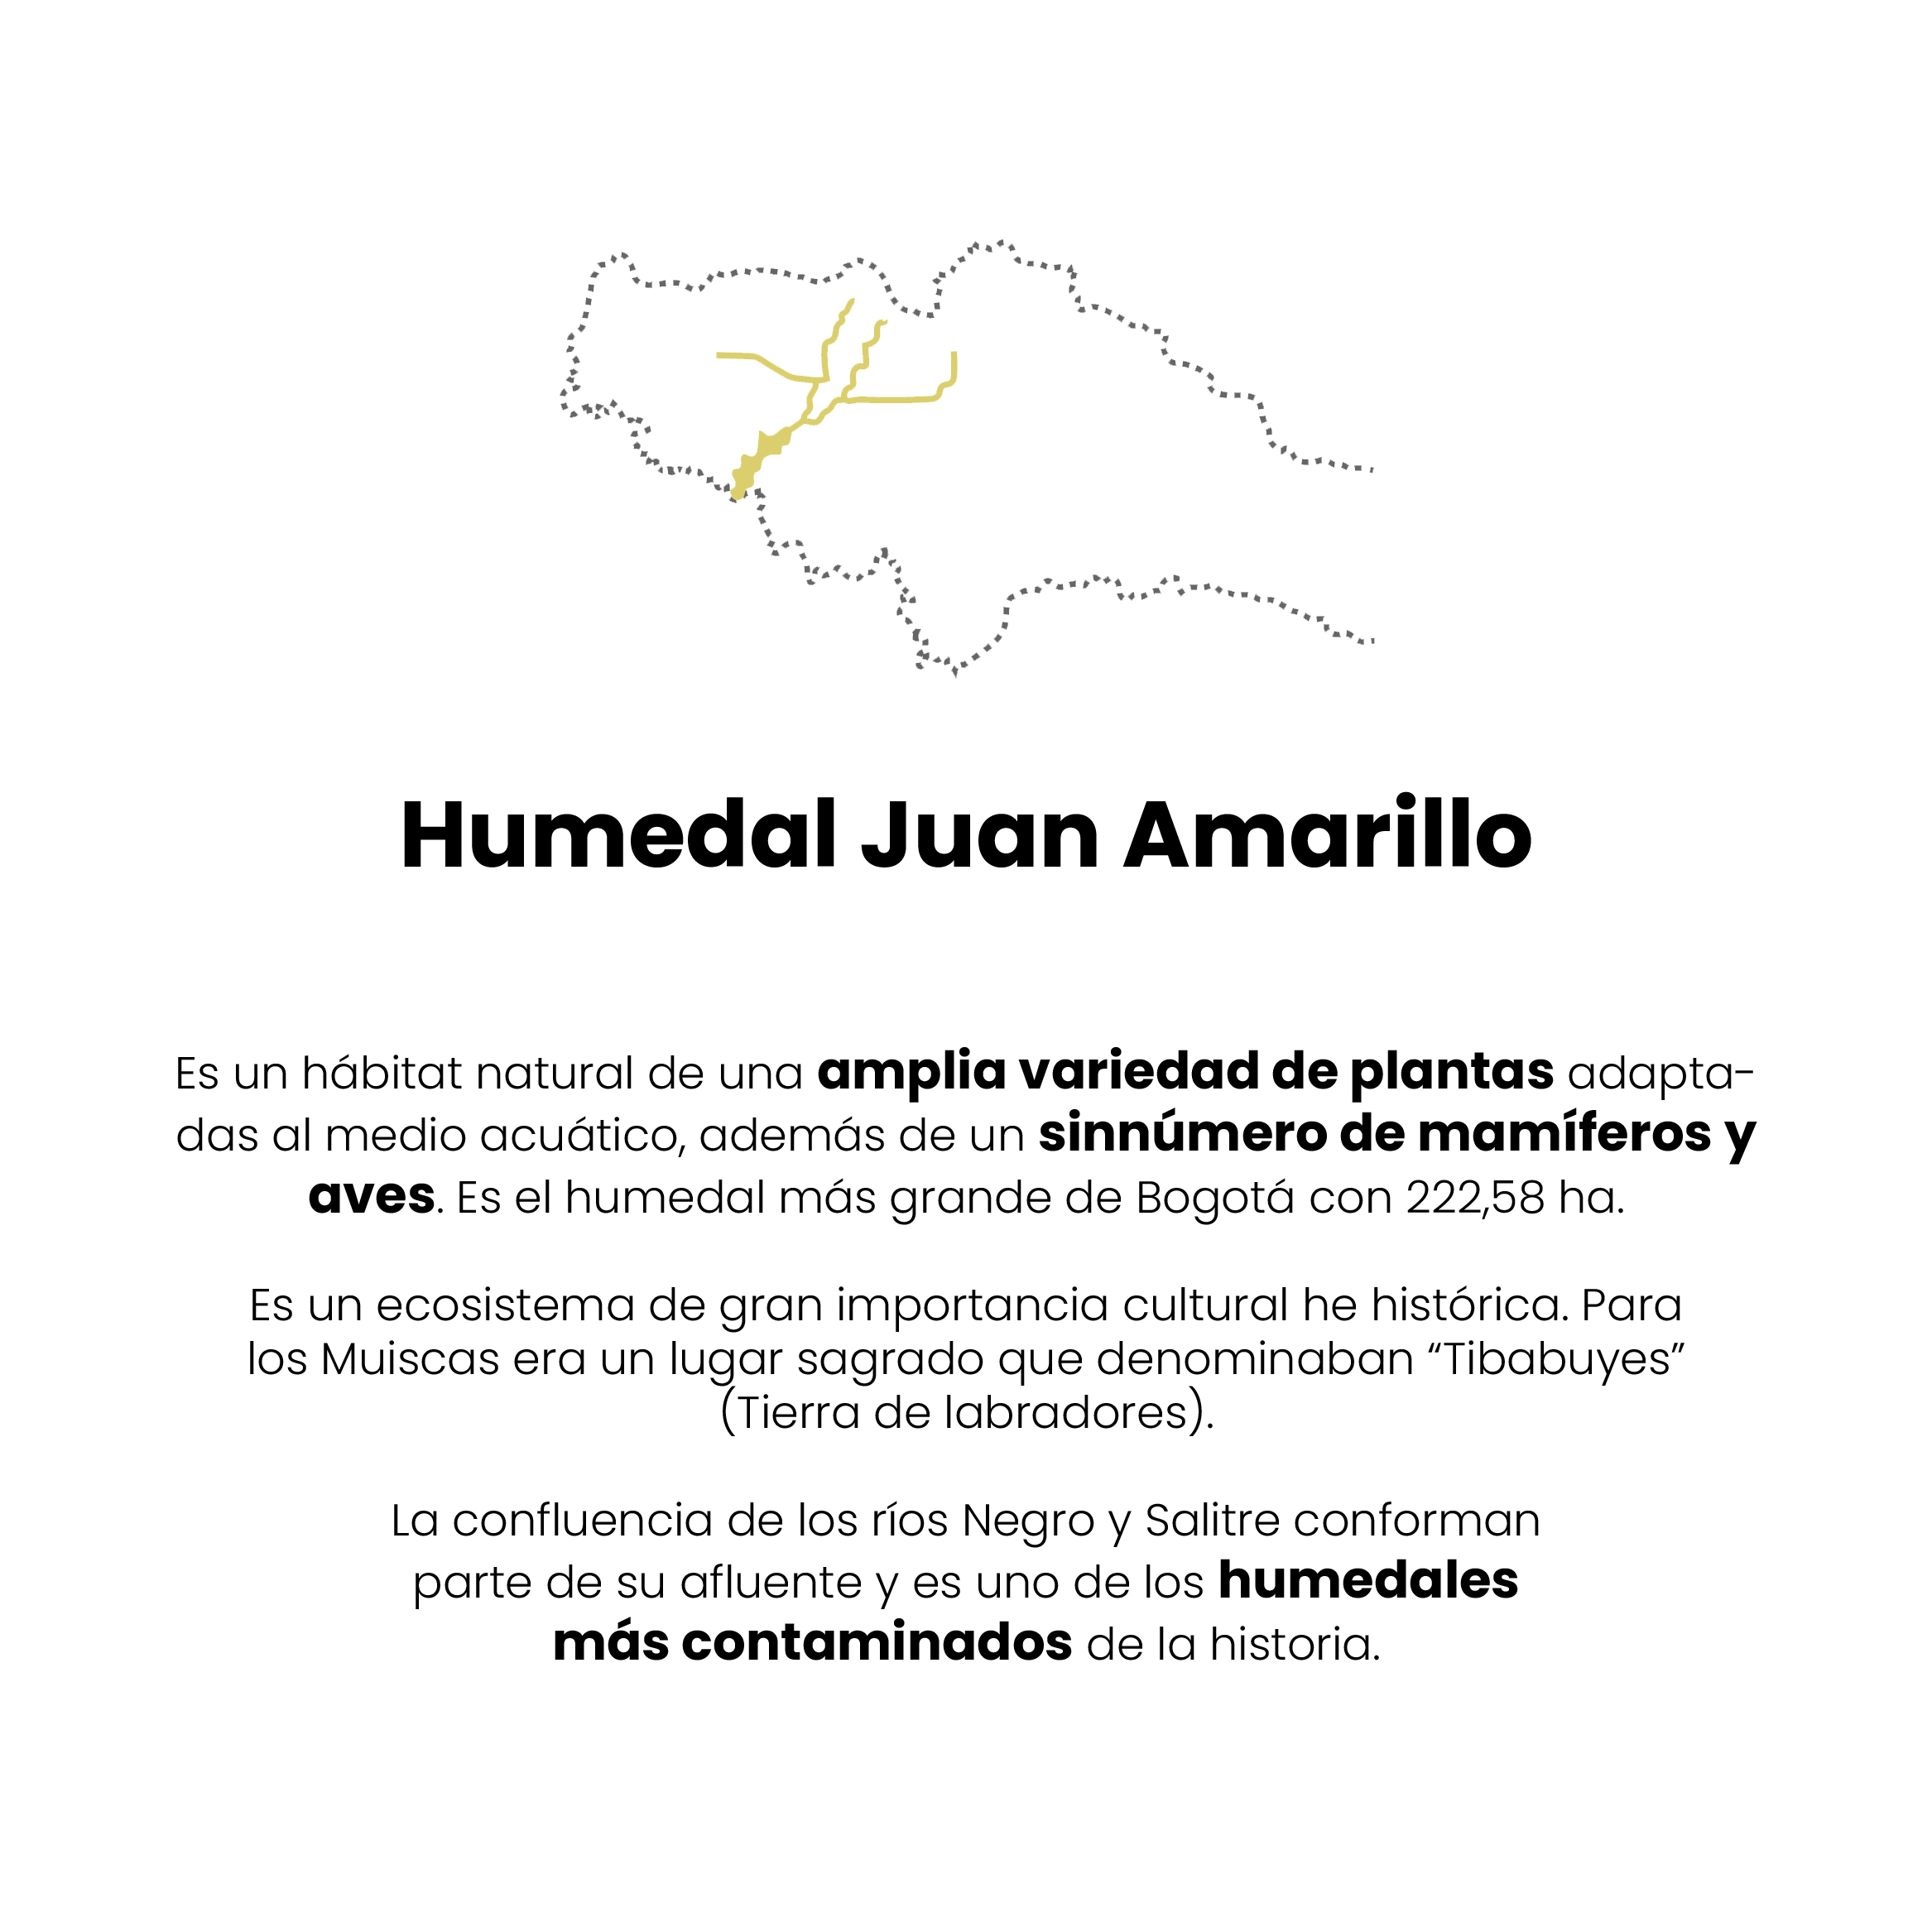 Humedal Juan Amarillo
Es un hábitat natural de una amplia variedad de plantas adapta-
das al medio acuático, además de un sinnúmero de mamíferos y
aves. Es el humedal más grande de Bogotá con 222,58 ha.
Es un ecosistema de gran importancia cultural he histórica. Para
los Muiscas era un lugar sagrado que denominaban “Tibabuyes”
(Tierra de labradores).
La confluencia de los ríos Negro y Salitre conforman
parte de su afluente y es uno de los humedales
más contaminados de la historia.